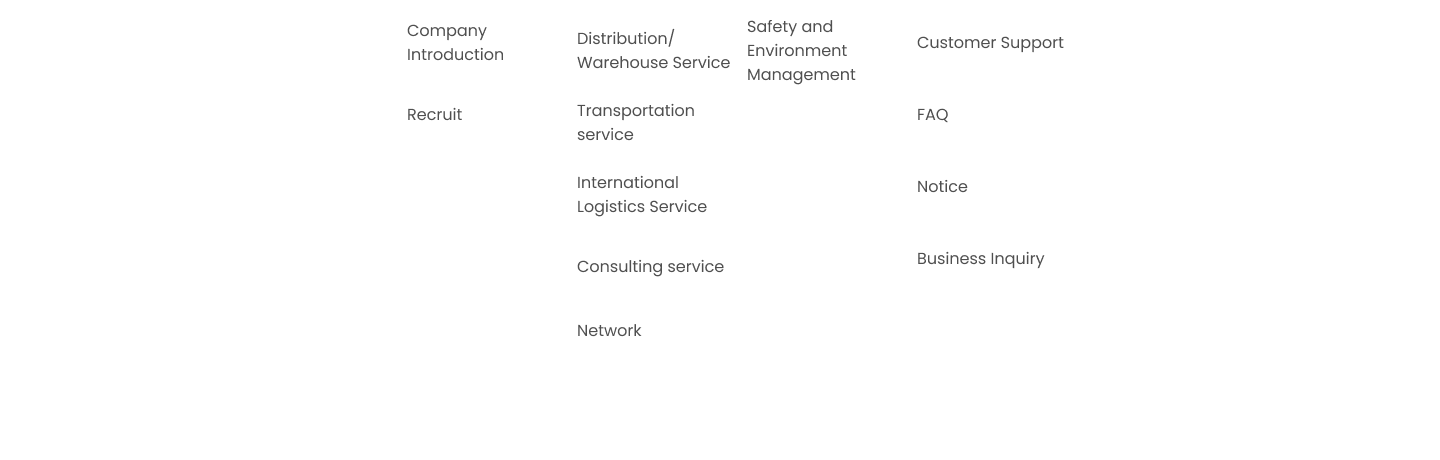 Company
Introduction
Recruit
Distribution/
Warehouse Service
Transportation
service
International
Logistics Service
Consulting service
Network
Safety and
Environment
Management
Customer Support
FAQ
Notice
Business Inquiry